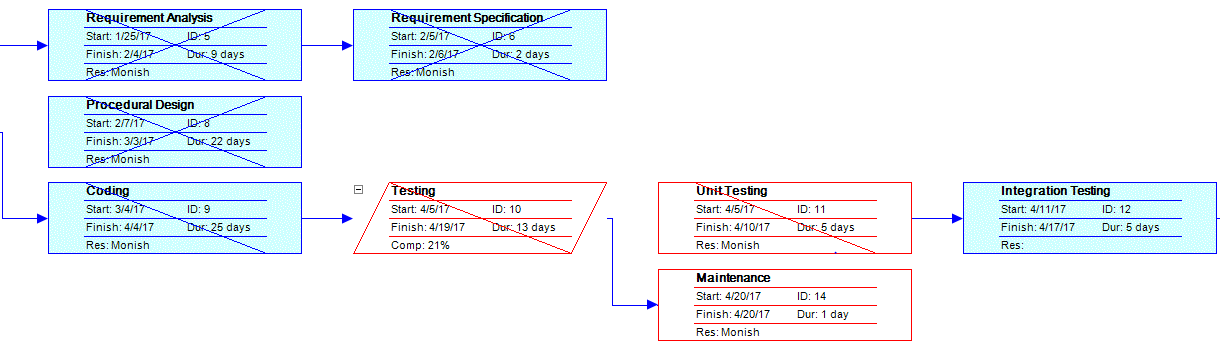 Requirement Analysis
Start: 1/25/17 ID: 5
Finish: 2/4/17 Dur: 9 days
Res: Monish
Requirement Specification
Start: 2/5/17 ID: 6
Finish: 2/6/17 Dur: 2 days
Res: Monish
Procedural Design
Start: 2/7/17 ID: 8
Finish: 3/3/17 Dur: 22 days
Res: Monish
Coding
Start: 3/4/17 ID: 9
Finish: 4/4/17 Dur: 25 days
Res: Monish
Testing
Start: 4/5/17 ID: 10
Finish: 4/19/17 Dur: 13 days
Comp: 21%
Unit Testing
Start: 4/5/17 ID: 11
Finish: 4/10/17 Dur: 5 days
Res: Monish
Integration Testing
Start: 4/11/17 ID: 12
Finish: 4/17/17 Dur: 5 days
Res:
Maintenance
Start: 4/20/17 ID: 14
Finish: 4/20/17 Dur: 1 day
Res: Monish